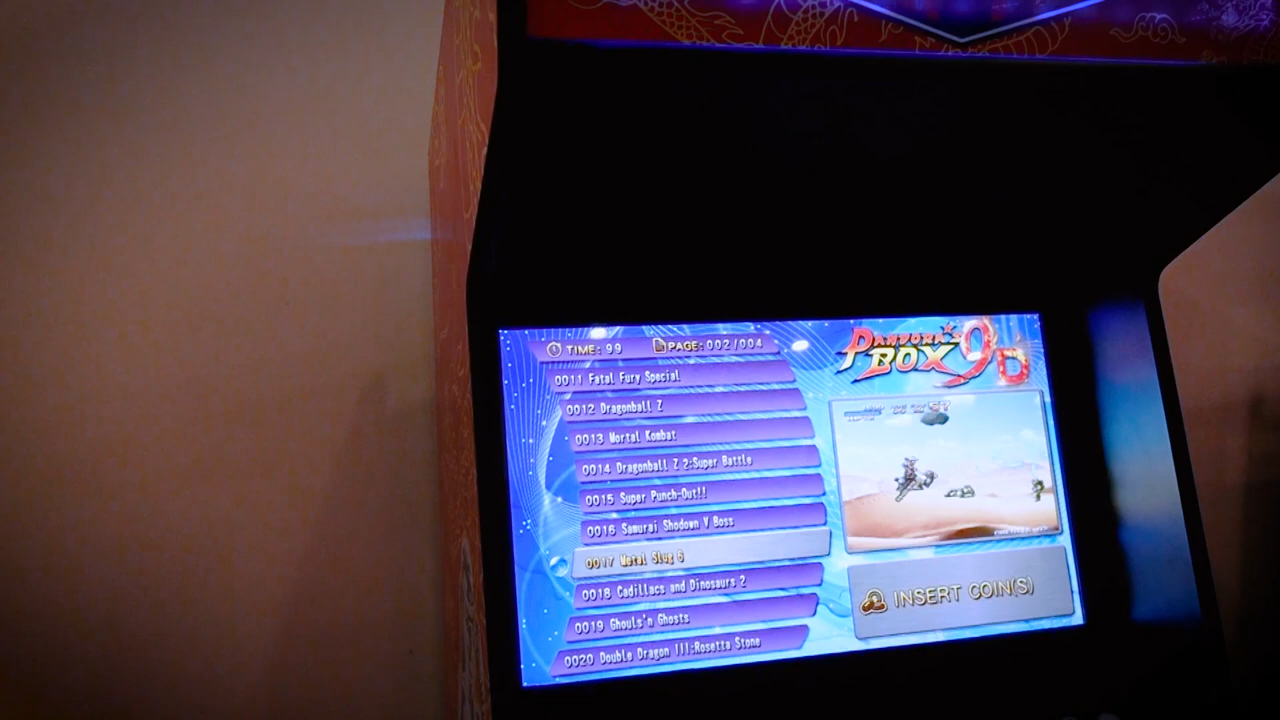 TIME: 99 PAGE: 002/004
PANDORA'S BOX 9D
0011 Fatal Fury Special
0012 Dragonball Z
0013 Mortal Kombat
0014 Dragonball Z 2:Super Battle
0015 Super Punch-Out!!
0016 Samurai Shodown V Boss
0017 Metal Slug 6
0018 Cadillacs and Dinosaurs 2
0019 Ghouls'n Ghosts
0020 Double Dragon III:Rosetta Stone
INSERT COIN(S)